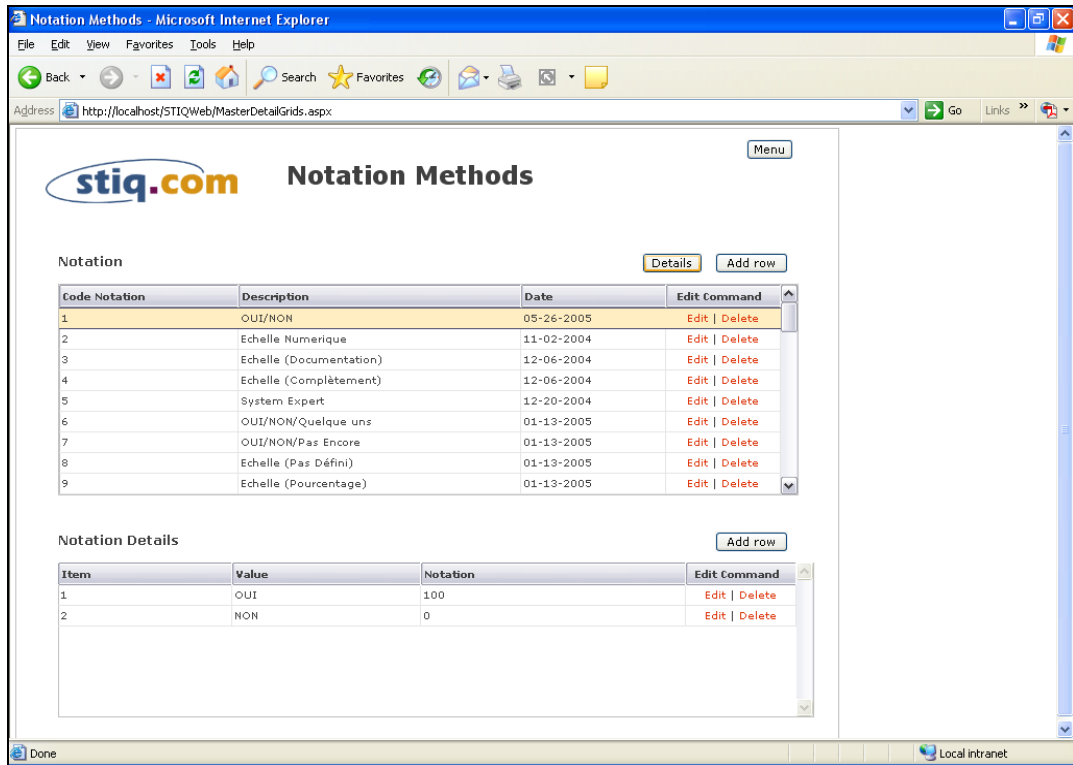 Notation Methods - Microsoft Internet Explorer
File Edit View Favorites Tools Help
Back Search Favorites
Address http://localhost/STIQWeb/MasterDetailGrids.aspx Go Links »
Menu
stiq.com Notation Methods
Notation Details Add row
Code Notation Description Date Edit Command
1 OUI/NON 05-26-2005 Edit | Delete
2 Echelle Numerique 11-02-2004 Edit | Delete
3 Echelle (Documentation) 12-06-2004 Edit | Delete
4 Echelle (Complètement) 12-06-2004 Edit | Delete
5 System Expert 12-20-2004 Edit | Delete
6 OUI/NON/Quelque uns 01-13-2005 Edit | Delete
7 OUI/NON/Pas Encore 01-13-2005 Edit | Delete
8 Echelle (Pas Défini) 01-13-2005 Edit | Delete
9 Echelle (Pourcentage) 01-13-2005 Edit | Delete
Notation Details Add row
Item Value Notation Edit Command
1 OUI 100 Edit | Delete
2 NON 0 Edit | Delete
Done Local intranet